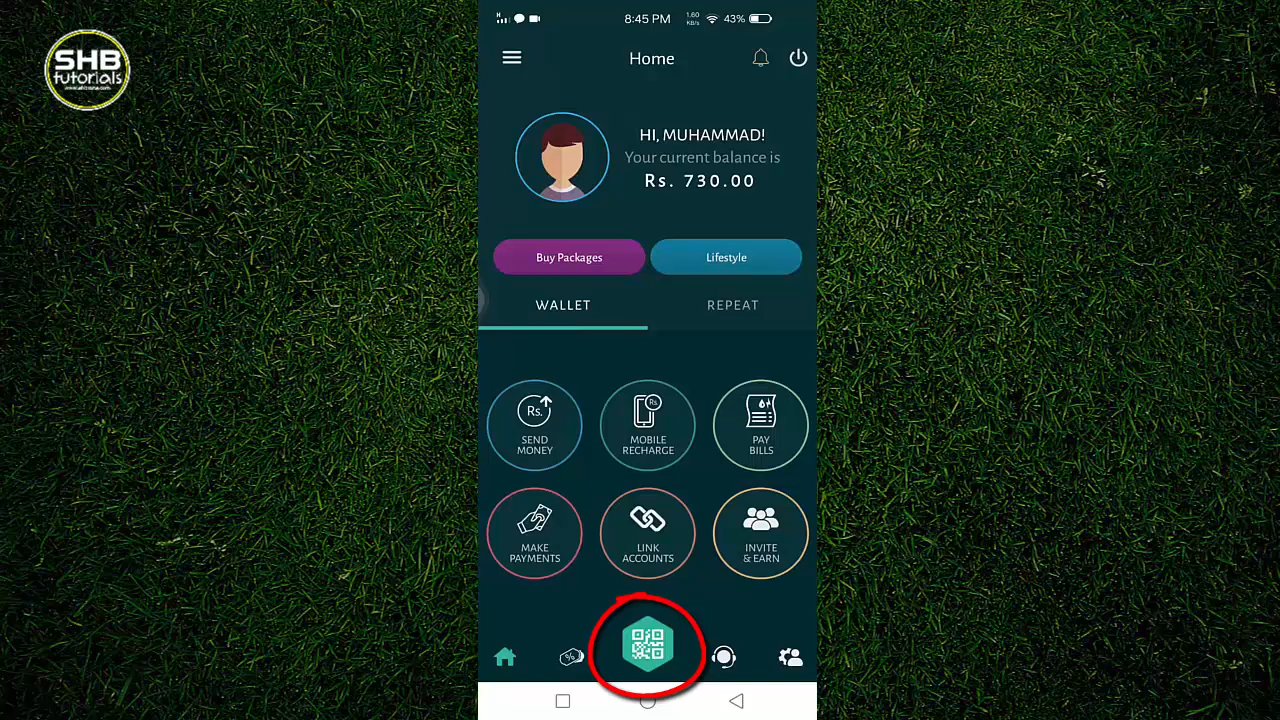 SHB
tutorials
8:45 PM
1.60
KB/s
43%
Home
HI, MUHAMMAD!
Your current balance is
Rs. 730.00
Buy Packages
Lifestyle
WALLET
REPEAT
Rs.
SEND
MONEY
Rs.
MOBILE
RECHARGE
PAY
BILLS
MAKE
PAYMENTS
LINK
ACCOUNTS
INVITE
& EARN
%